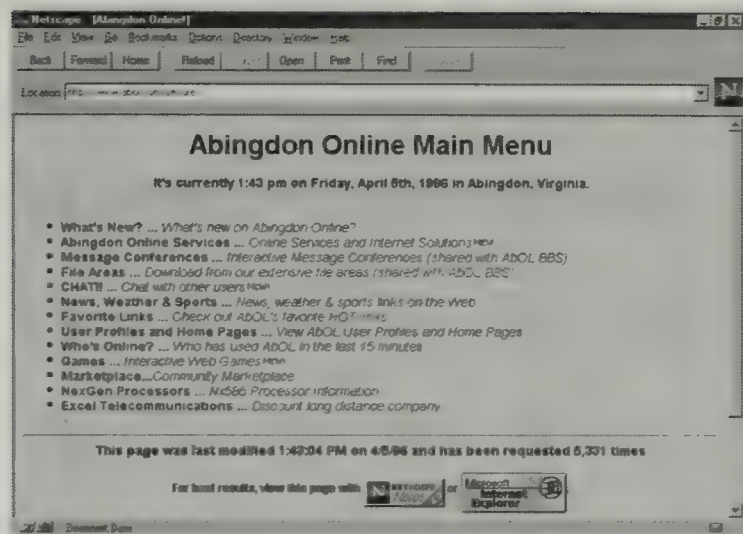 Netscape [Abingdon Online!]
File Edit View Go Bookmarks Options Directory Window Help
Back Forward Home Reload Open Print Find
Location:
Abingdon Online Main Menu
It's currently 1:43 pm on Friday, April 5th, 1996 in Abingdon, Virginia.
• What's New? ... What's new on Abingdon Online?
• Abingdon Online Services ... Online Services and Internet Solutions NEW
• Message Conferences ... Interactive Message Conferences (shared with AbOL BBS)
• File Areas ... Download from our extensive file areas (shared with AbOL BBS)
• CHAT!! ... Chat with other users NEW
• News, Weather & Sports ... News, weather & sports links on the Web
• Favorite Links ... Check out AbOL's favorite HOT links
• User Profiles and Home Pages ... View AbOL User Profiles and Home Pages
• Who's Online? ... Who has used AbOL in the last 15 minutes
• Games ... Interactive Web Games NEW
• Marketplace...Community Marketplace
• NexGen Processors ... Nx586 Processor Information
• Excel Telecommunications ... Discount long distance company
This page was last modified 1:43:04 PM on 4/5/96 and has been requested 5,331 times
For best results, view this page with NETSCAPE Now! or Microsoft Internet Explorer
Document: Done